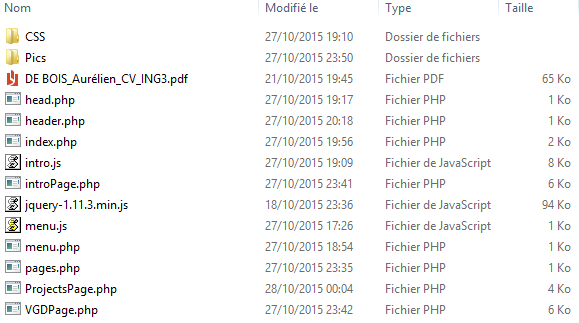 Nom Modifié le Type Taille
CSS 27/10/2015 19:10 Dossier de fichiers
Pics 27/10/2015 23:50 Dossier de fichiers
DE BOIS_Aurélien_CV_ING3.pdf 21/10/2015 19:45 Fichier PDF 65 Ko
head.php 27/10/2015 19:17 Fichier PHP 1 Ko
header.php 27/10/2015 20:18 Fichier PHP 1 Ko
index.php 27/10/2015 19:56 Fichier PHP 2 Ko
intro.js 27/10/2015 19:09 Fichier de JavaScript 8 Ko
introPage.php 27/10/2015 23:41 Fichier PHP 6 Ko
jquery-1.11.3.min.js 18/10/2015 23:36 Fichier de JavaScript 94 Ko
menu.js 27/10/2015 17:26 Fichier de JavaScript 1 Ko
menu.php 27/10/2015 18:54 Fichier PHP 1 Ko
pages.php 27/10/2015 23:35 Fichier PHP 1 Ko
ProjectsPage.php 28/10/2015 00:04 Fichier PHP 4 Ko
VGDPage.php 27/10/2015 23:42 Fichier PHP 6 Ko